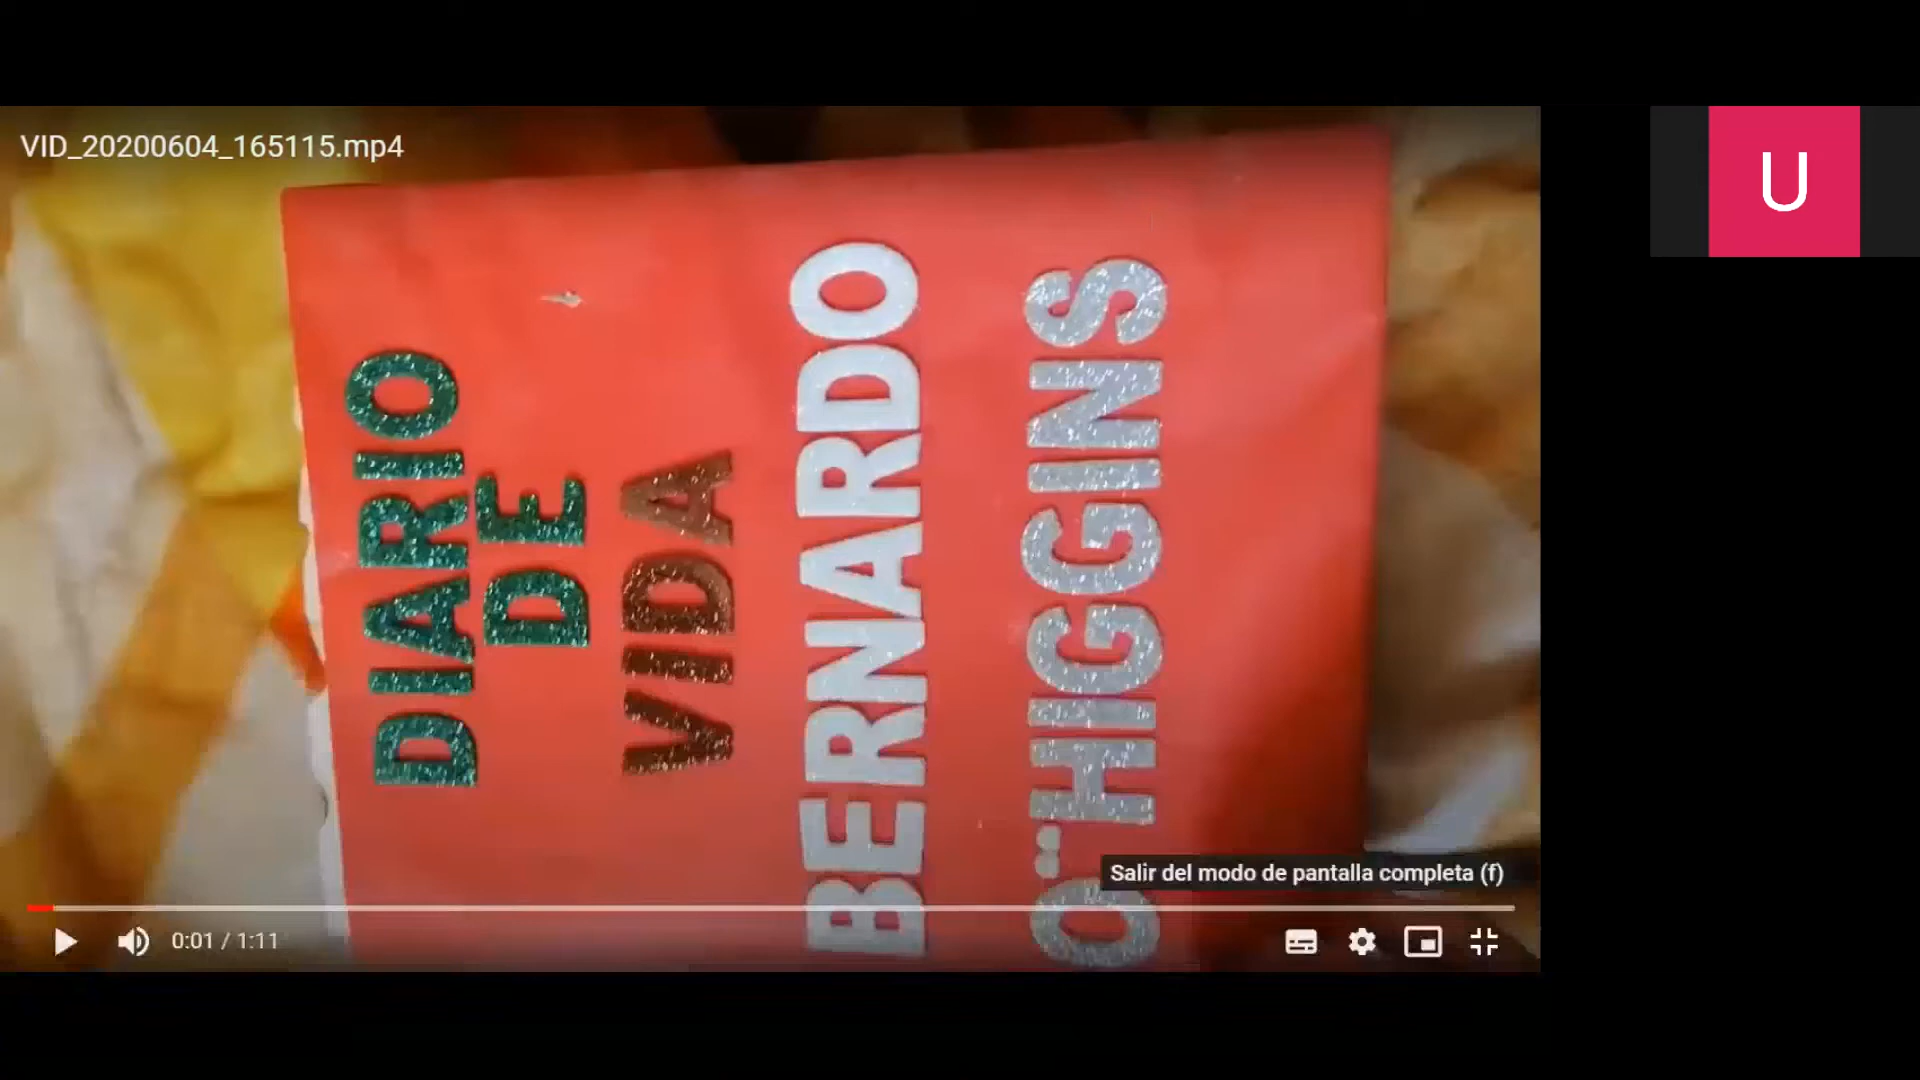 VID_20200604_165115.mp4
U
DIARIO
DE
VIDA
BERNARDO
O¨HIGGINS
Salir del modo de pantalla completa (f)
0:01 / 1:11